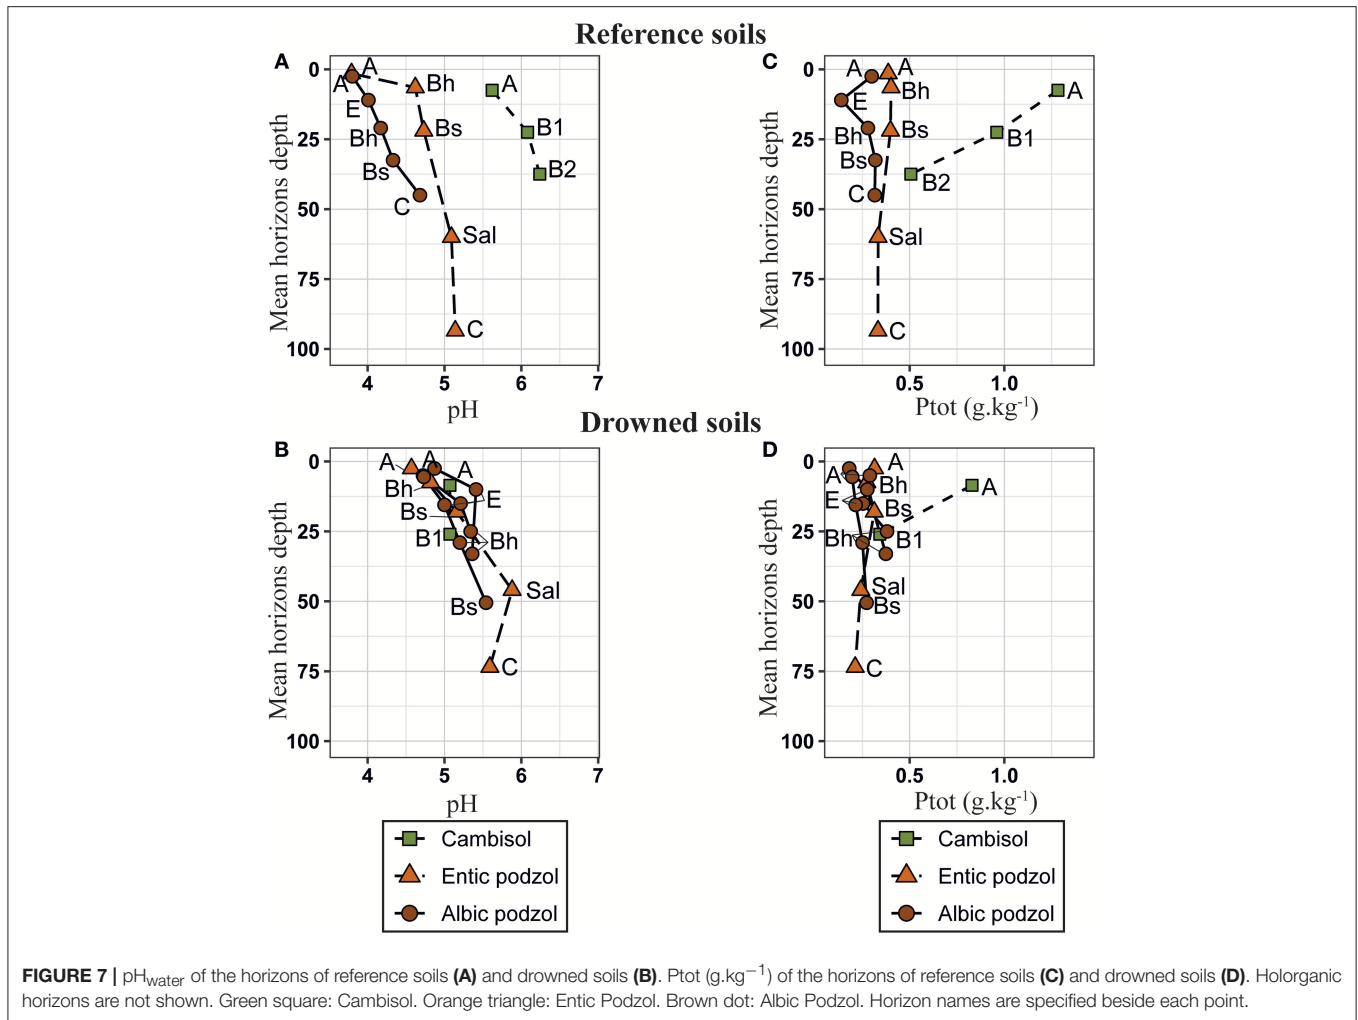 Reference soils
A
0
25
50
75
100
Mean horizons depth
A
A
E
Bh
Bs
C
Bh
Bs
Sal
C
A
B1
B2
4
5
6
7
pH
C
0
25
50
75
100
Mean horizons depth
A
A
Bh
E
Bh
Bs
Bs
C
Sal
C
A
B1
B2
0.5
1.0
Ptot (g.kg-1)
Drowned soils
B
0
25
50
75
100
Mean horizons depth
A
A
A
Bh
E
Bs
B1
Bh
Sal
Bs
C
4
5
6
7
pH
D
0
25
50
75
100
Mean horizons depth
A
A
Bh
A
E
Bs
Bh
B1
Sal
Bs
C
0.5
1.0
Ptot (g.kg-1)
Cambisol
Entic podzol
Albic podzol
Cambisol
Entic podzol
Albic podzol
FIGURE 7 | pHwater of the horizons of reference soils (A) and drowned soils (B). Ptot (g.kg−1) of the horizons of reference soils (C) and drowned soils (D). Holorganic
horizons are not shown. Green square: Cambisol. Orange triangle: Entic Podzol. Brown dot: Albic Podzol. Horizon names are specified beside each point.